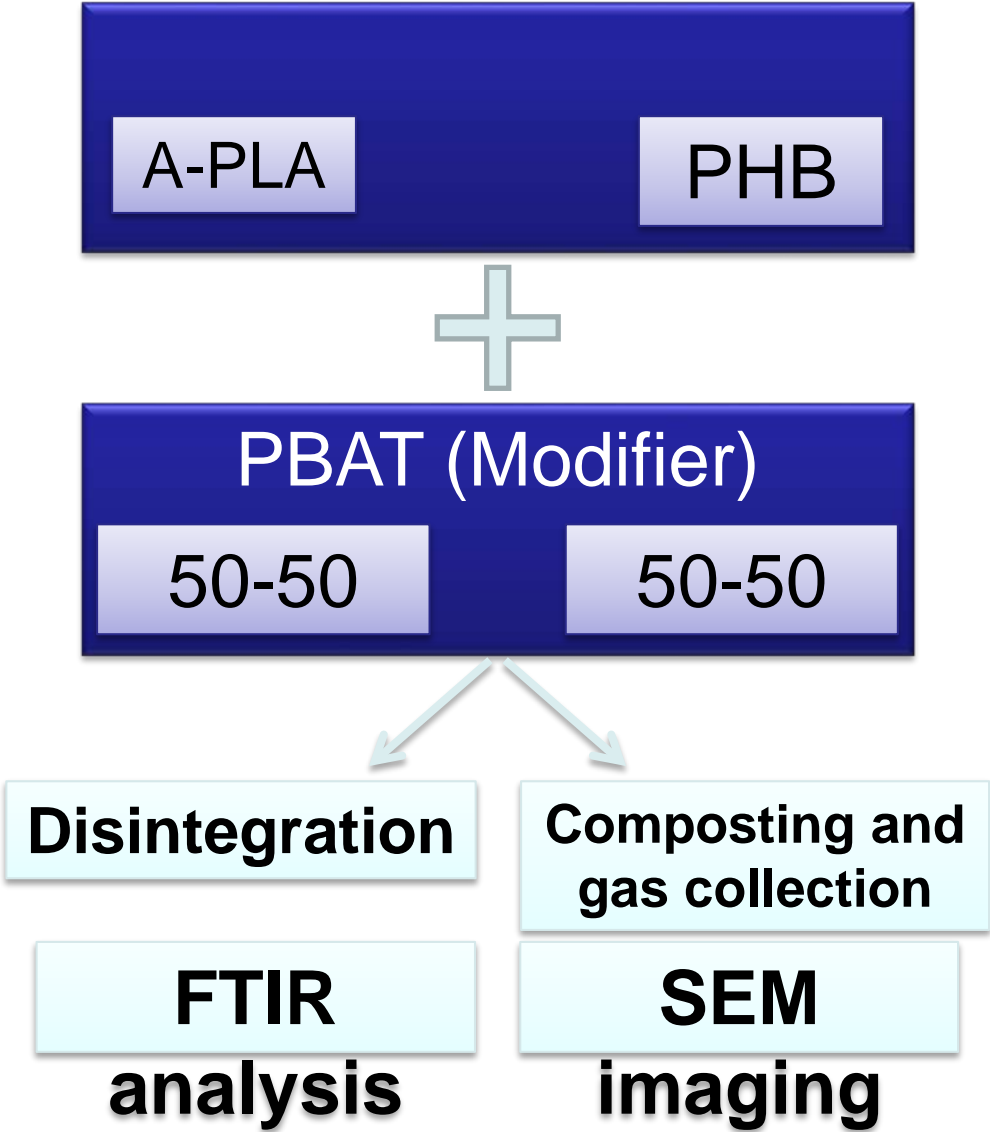 A-PLA
PHB
PBAT (Modifier)
50-50
50-50
Disintegration
Composting and
gas collection
FTIR
analysis
SEM
imaging